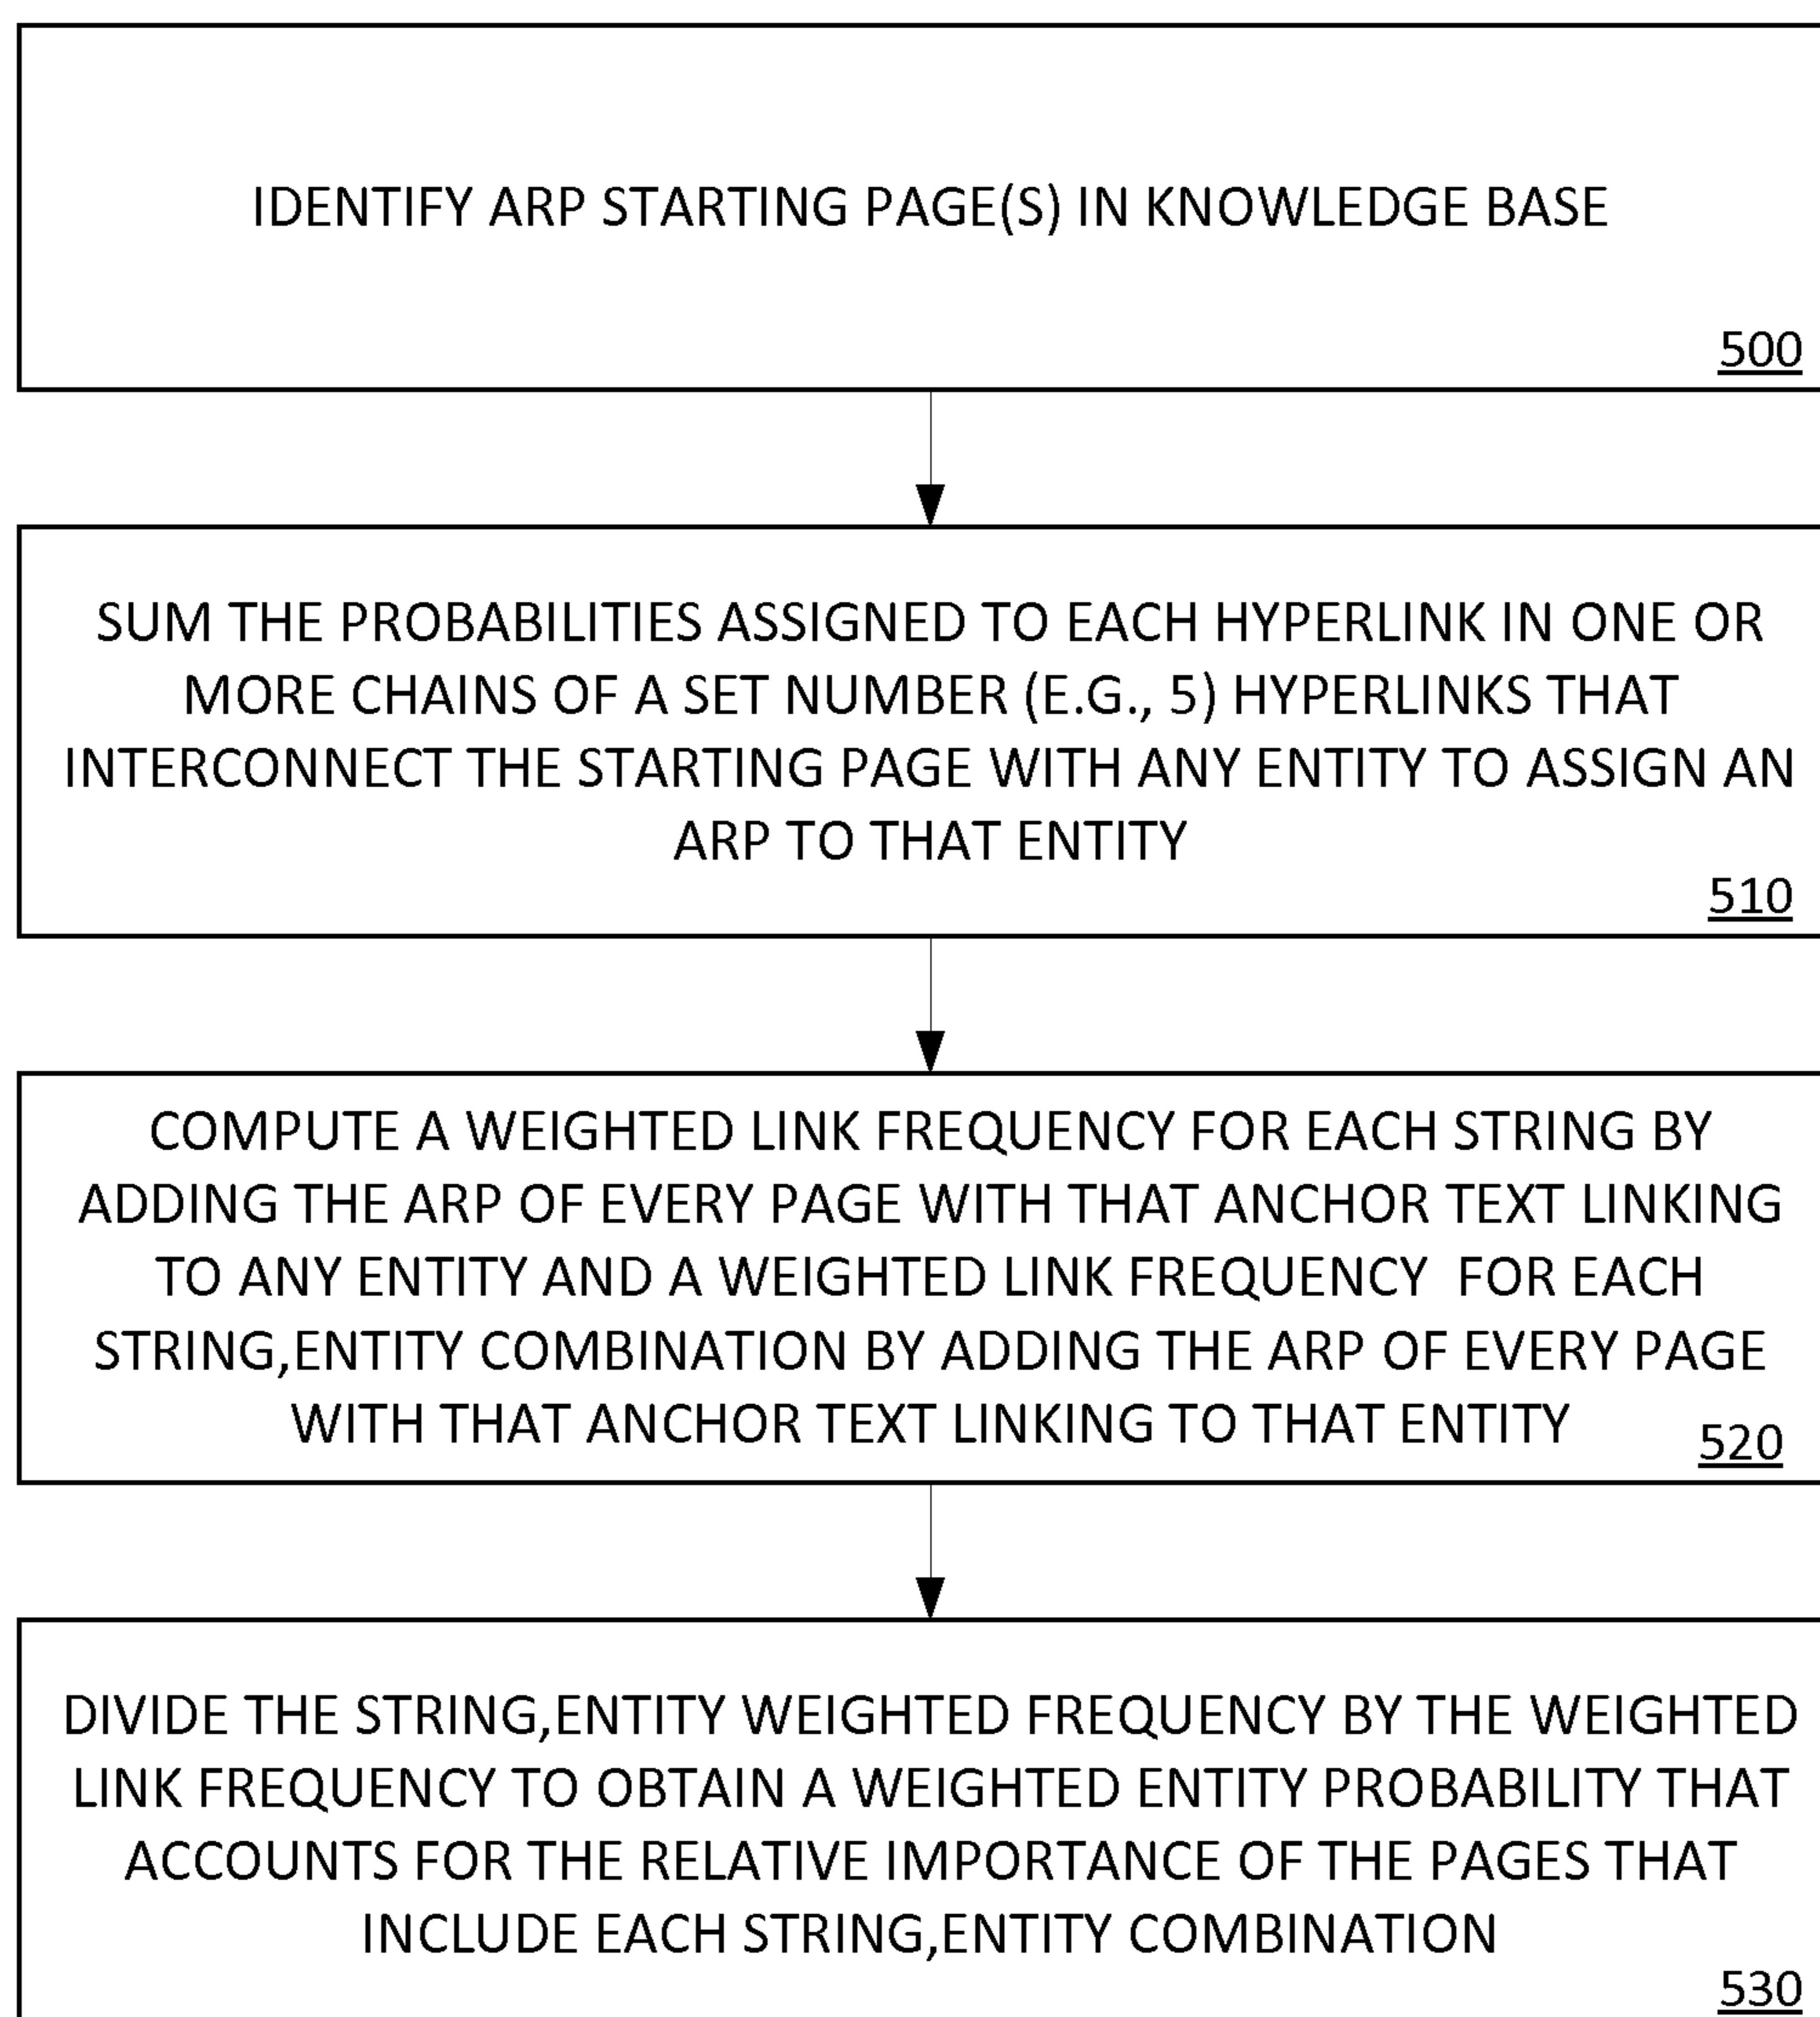 IDENTIFY ARP STARTING PAGE(S) IN KNOWLEDGE BASE
500
SUM THE PROBABILITIES ASSIGNED TO EACH HYPERLINK IN ONE OR
MORE CHAINS OF A SET NUMBER (E.G., 5) HYPERLINKS THAT
INTERCONNECT THE STARTING PAGE WITH ANY ENTITY TO ASSIGN AN
ARP TO THAT ENTITY
510
COMPUTE A WEIGHTED LINK FREQUENCY FOR EACH STRING BY
ADDING THE ARP OF EVERY PAGE WITH THAT ANCHOR TEXT LINKING
TO ANY ENTITY AND A WEIGHTED LINK FREQUENCY FOR EACH
STRING,ENTITY COMBINATION BY ADDING THE ARP OF EVERY PAGE
WITH THAT ANCHOR TEXT LINKING TO THAT ENTITY
520
DIVIDE THE STRING,ENTITY WEIGHTED FREQUENCY BY THE WEIGHTED
LINK FREQUENCY TO OBTAIN A WEIGHTED ENTITY PROBABILITY THAT
ACCOUNTS FOR THE RELATIVE IMPORTANCE OF THE PAGES THAT
INCLUDE EACH STRING,ENTITY COMBINATION
530